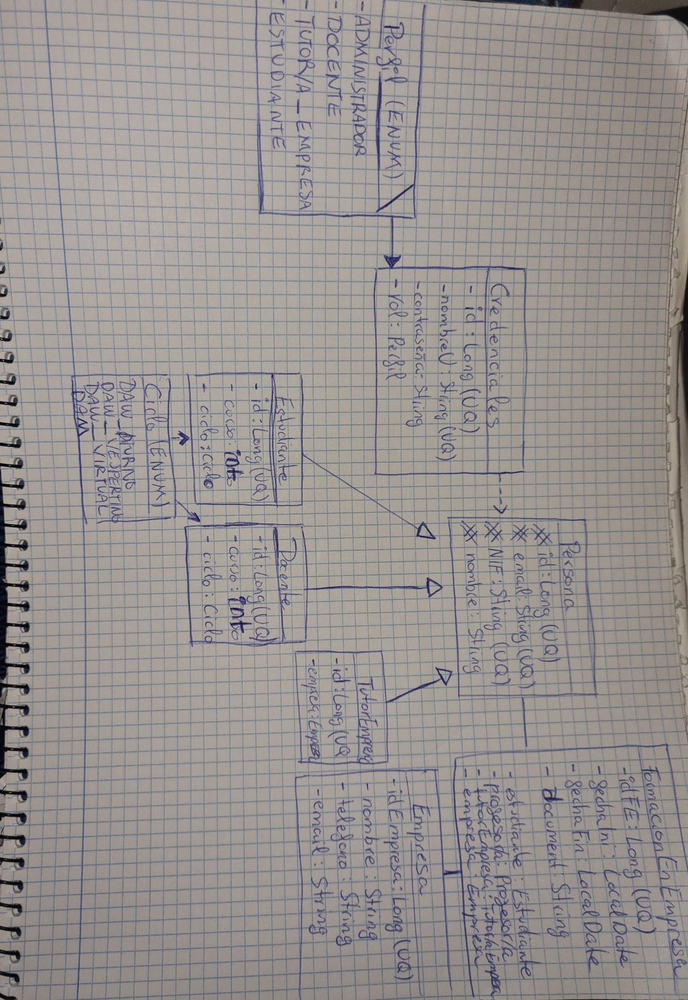 Perfil (ENUM)
- ADMINISTRADOR
- DOCENTE
- TUTOR/A_EMPRESA
- ESTUDIANTE
Credenciales
- id: Long (UQ)
- nombreU: String (UQ)
- contraseña: String
- rol: Perfil
Persona
id: Long (UQ)
email: String (UQ)
NIF: String (UQ)
nombre: String
FormacionEnEmpresa
- idFE: Long (UQ)
- fechaIni: LocalDate
- fechaFin: LocalDate
- document: String
- estudiante: Estudiante
- profesor/a: Profesor/a
- tutorEmpresa:
- empresa: Empresa
Estudiante
- id: Long (UQ)
- curso:
- ciclo: Ciclo
Docente
- id: Long (UQ)
- curso:
- ciclo: Ciclo
TutorEmpresa
- id: Long (UQ
- empresa: Empresa
Empresa
- idEmpresa: Long (UQ)
- nombre: String
- telefono: String
- email: String
Ciclo (ENUM)
DAW_DIURNO
DAW_VESPERTINO
DAW_VIRTUAL
DAM